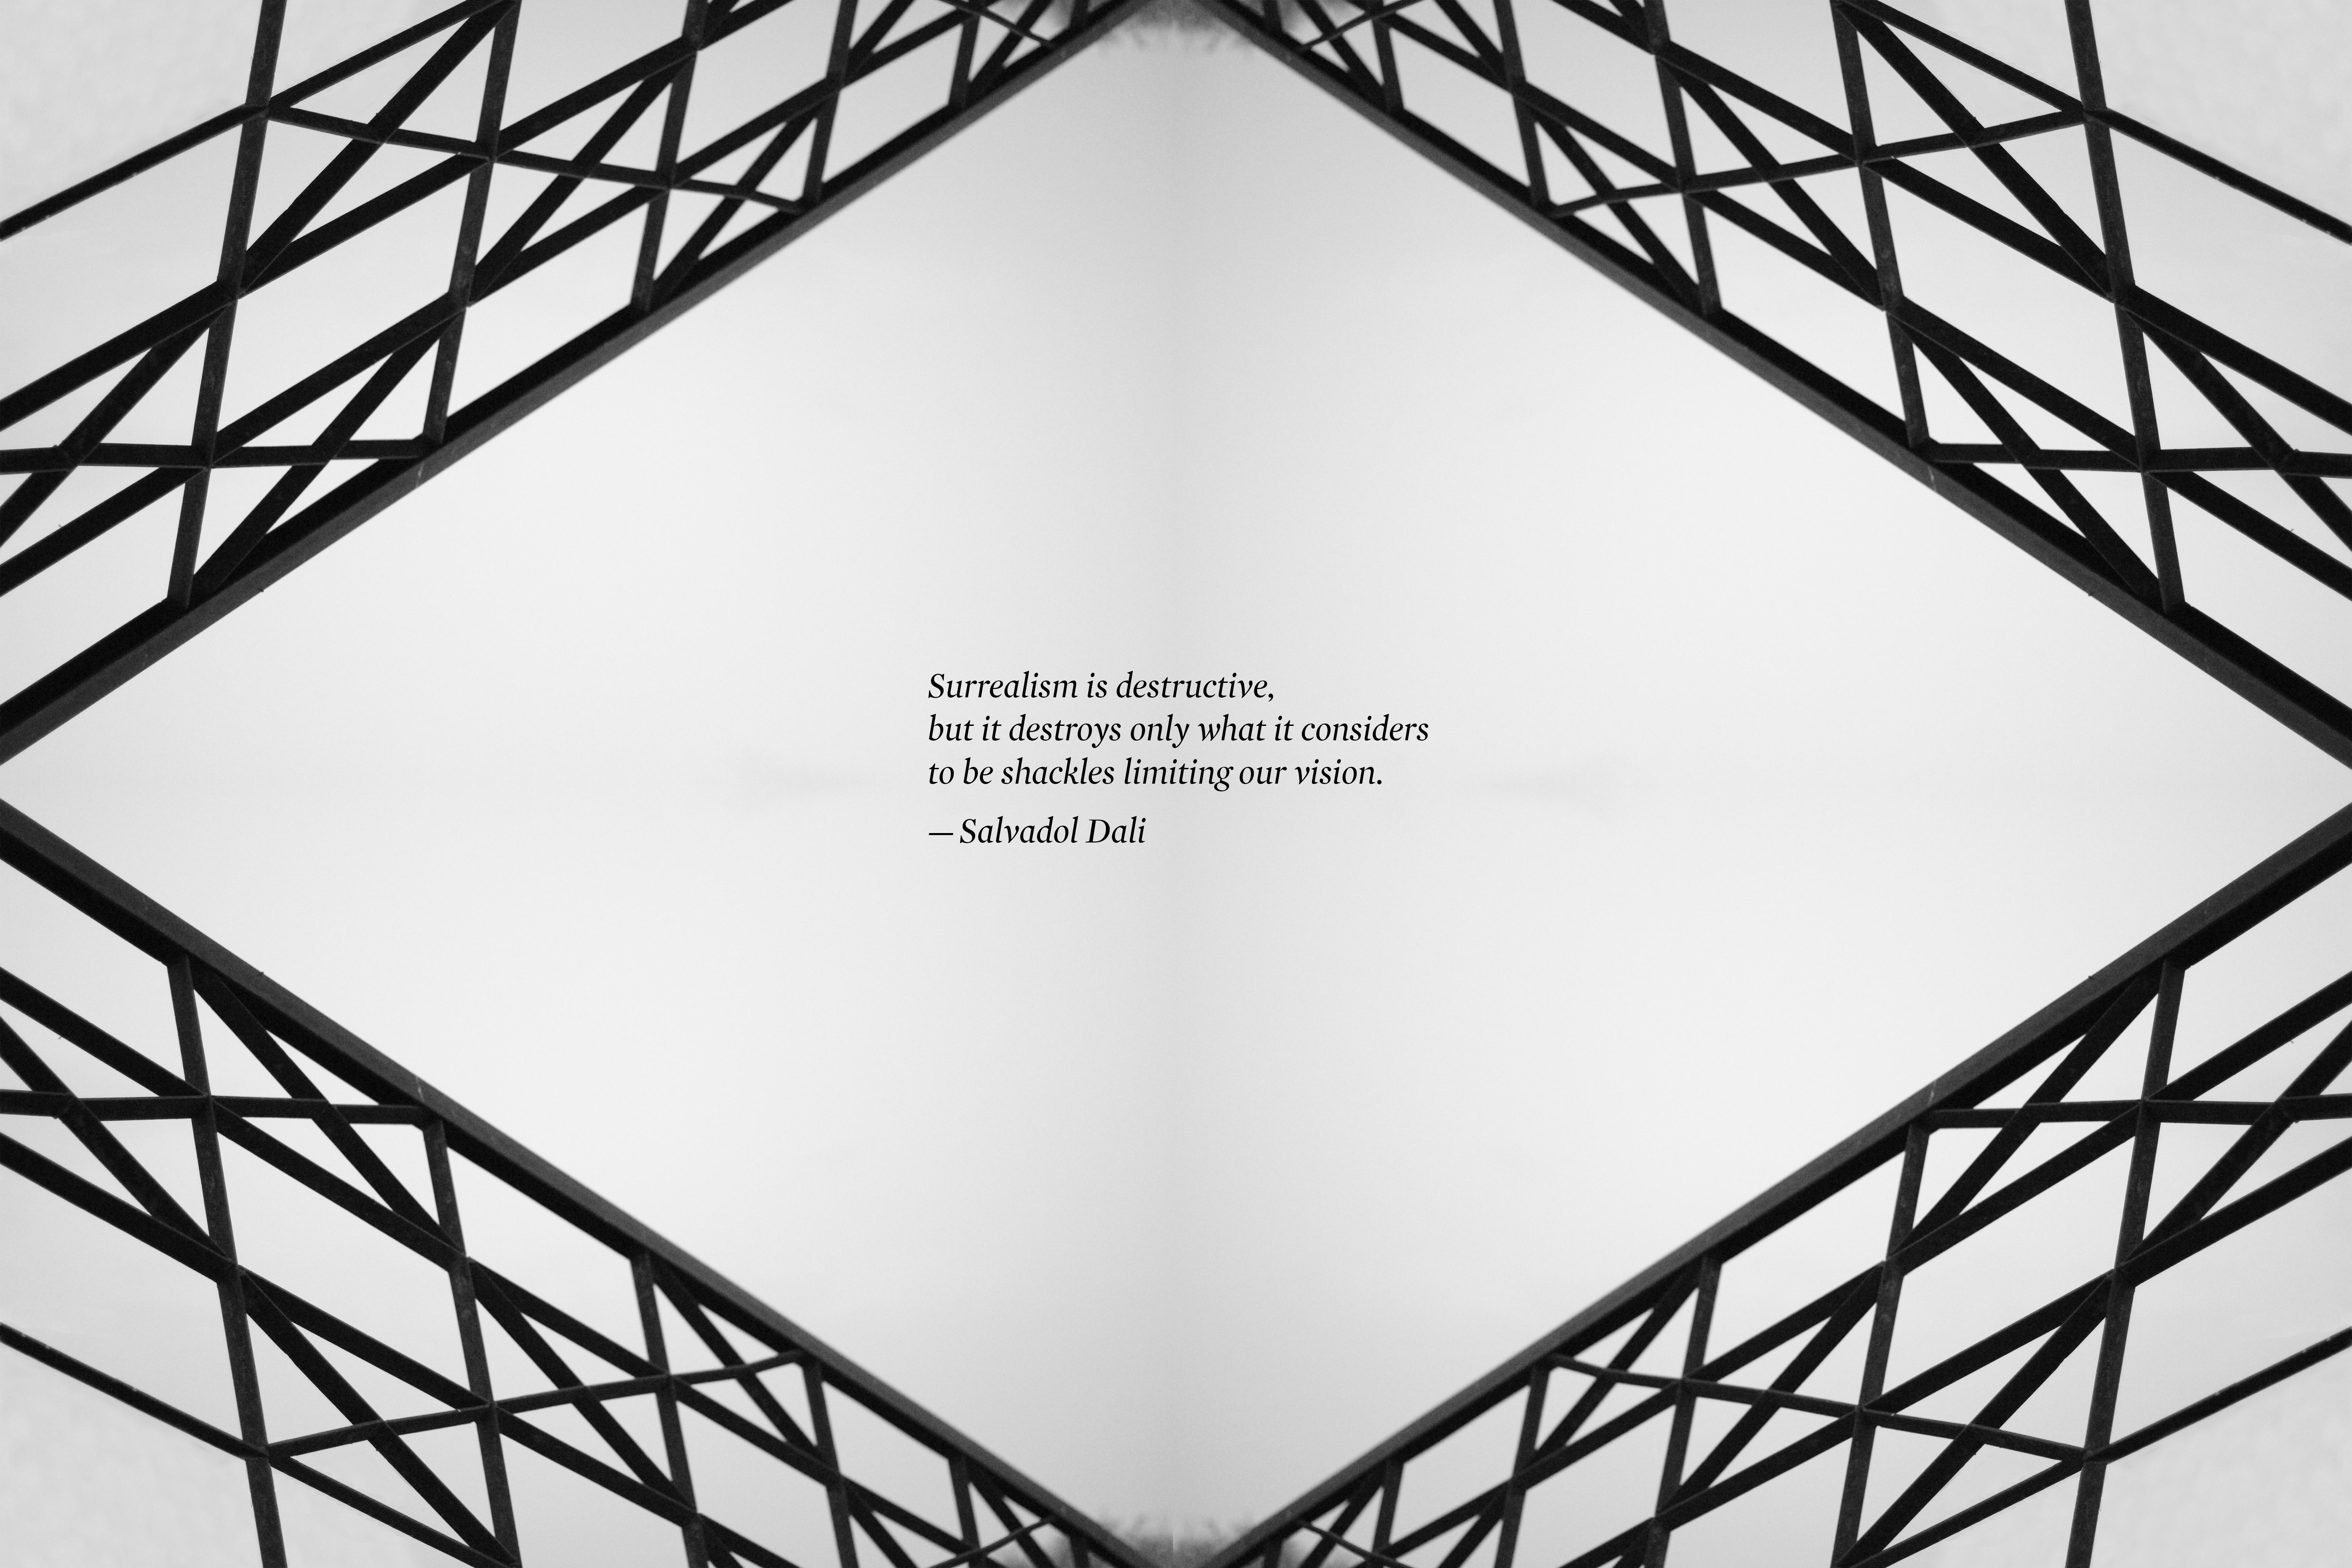 Surrealism is destructive,
but it destroys only what it considers
to be shackles limiting our vision.
— Salvadol Dali